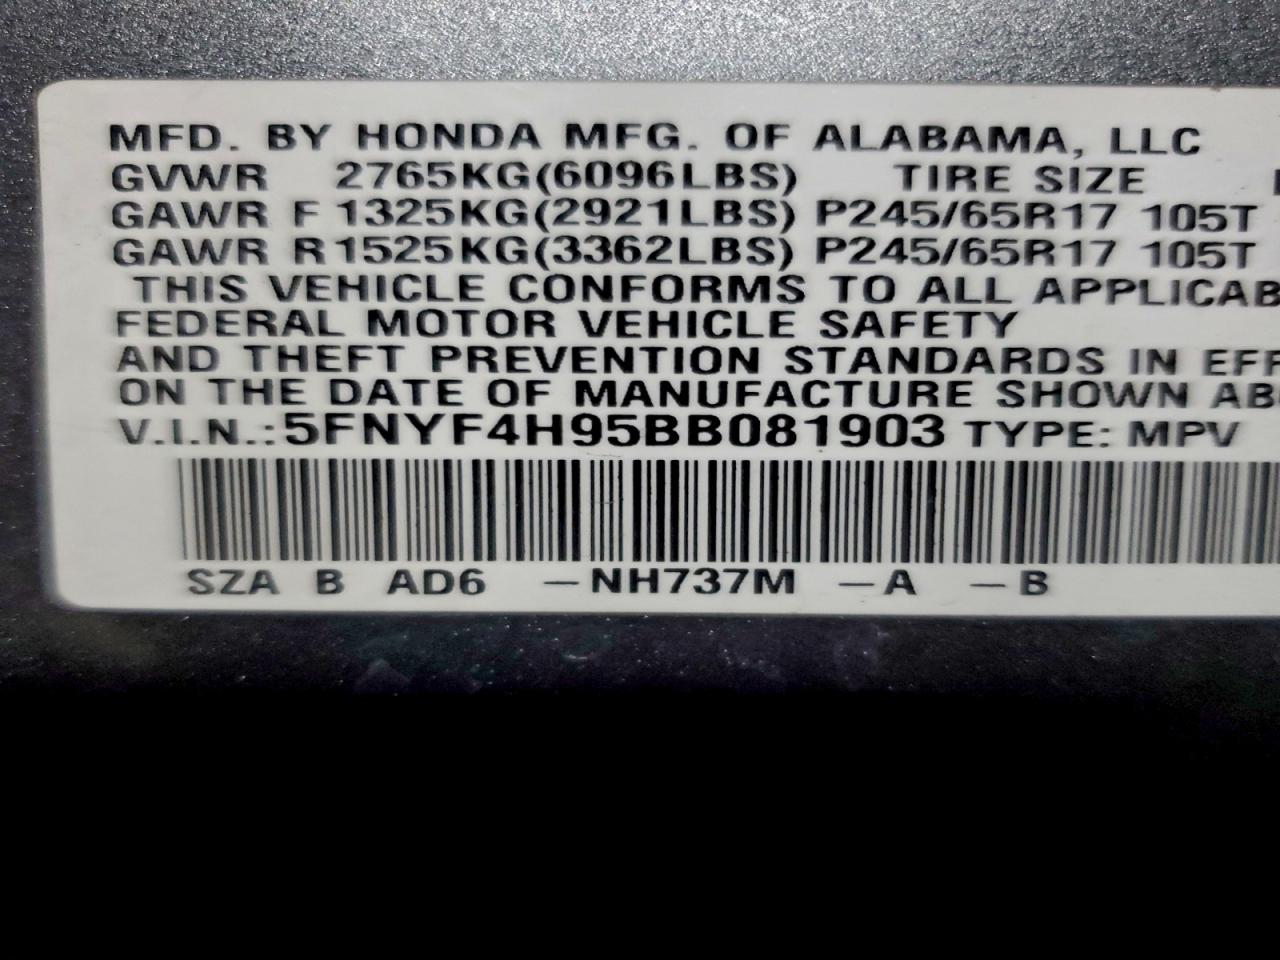 MFD. BY HONDA MFG. OF ALABAMA, LLC
GVWR 2765KG(6096LBS) TIRE SIZE
GAWR F 1325KG(2921LBS) P245/65R17 105T
GAWR R1525KG(3362LBS) P245/65R17 105T
THIS VEHICLE CONFORMS TO ALL APPLICAB
FEDERAL MOTOR VEHICLE SAFETY
AND THEFT PREVENTION STANDARDS IN EFF
ON THE DATE OF MANUFACTURE SHOWN AB
V.I.N.: 5FNYF4H95BB081903 TYPE: MPV
SZA B AD6 –NH737M –A –B